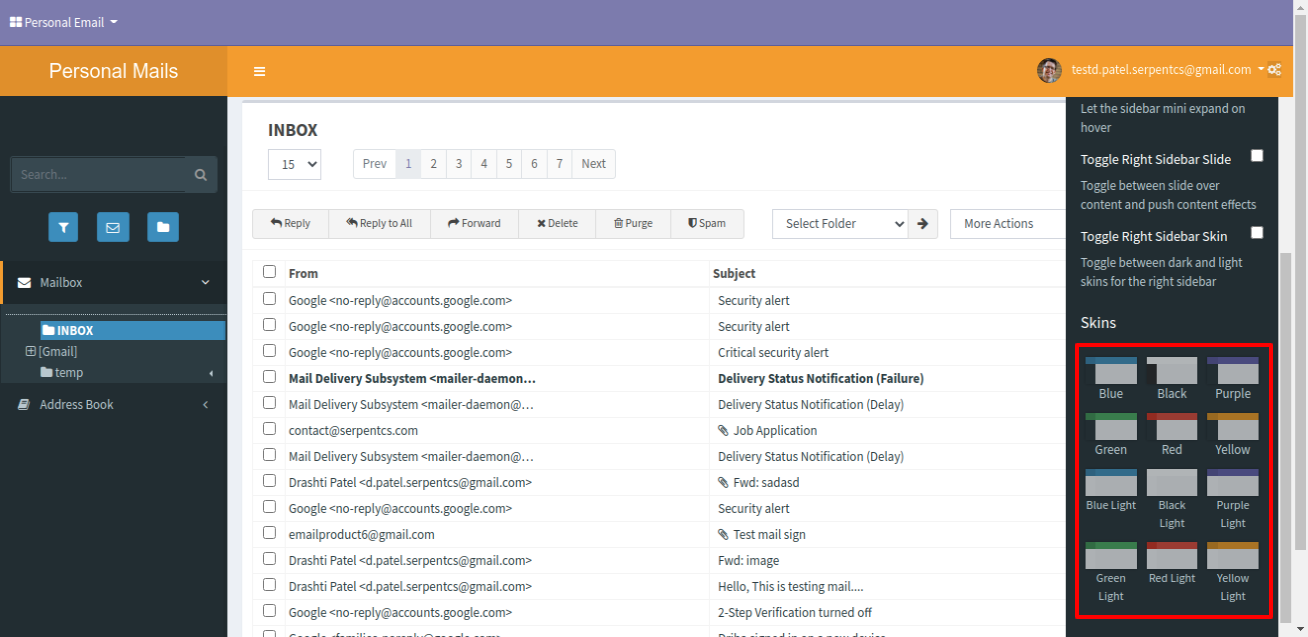 Personal Email
Personal Mails
testd.patel.serpentcs@gmail.com
Search...
Mailbox
INBOX
[Gmail]
temp
Address Book
INBOX
15
Prev 1 2 3 4 5 6 7 Next
Reply Reply to All Forward Delete Purge Spam Select Folder More Actions
From Subject
Google <no-reply@accounts.google.com> Security alert
Google <no-reply@accounts.google.com> Security alert
Google <no-reply@accounts.google.com> Critical security alert
Mail Delivery Subsystem <mailer-daemon... Delivery Status Notification (Failure)
Mail Delivery Subsystem <mailer-daemon@... Delivery Status Notification (Delay)
contact@serpentcs.com Job Application
Mail Delivery Subsystem <mailer-daemon@... Delivery Status Notification (Delay)
Drashti Patel <d.patel.serpentcs@gmail.com> Fwd: sadasd
Google <no-reply@accounts.google.com> Security alert
emailproduct6@gmail.com Test mail sign
Drashti Patel <d.patel.serpentcs@gmail.com> Fwd: image
Drashti Patel <d.patel.serpentcs@gmail.com> Hello, This is testing mail....
Google <no-reply@accounts.google.com> 2-Step Verification turned off
Let the sidebar mini expand on
hover
Toggle Right Sidebar Slide
Toggle between slide over
content and push content effects
Toggle Right Sidebar Skin
Toggle between dark and light
skins for the right sidebar
Skins
Blue Black Purple
Green Red Yellow
Blue Light Black Light Purple Light
Green Light Red Light Yellow Light